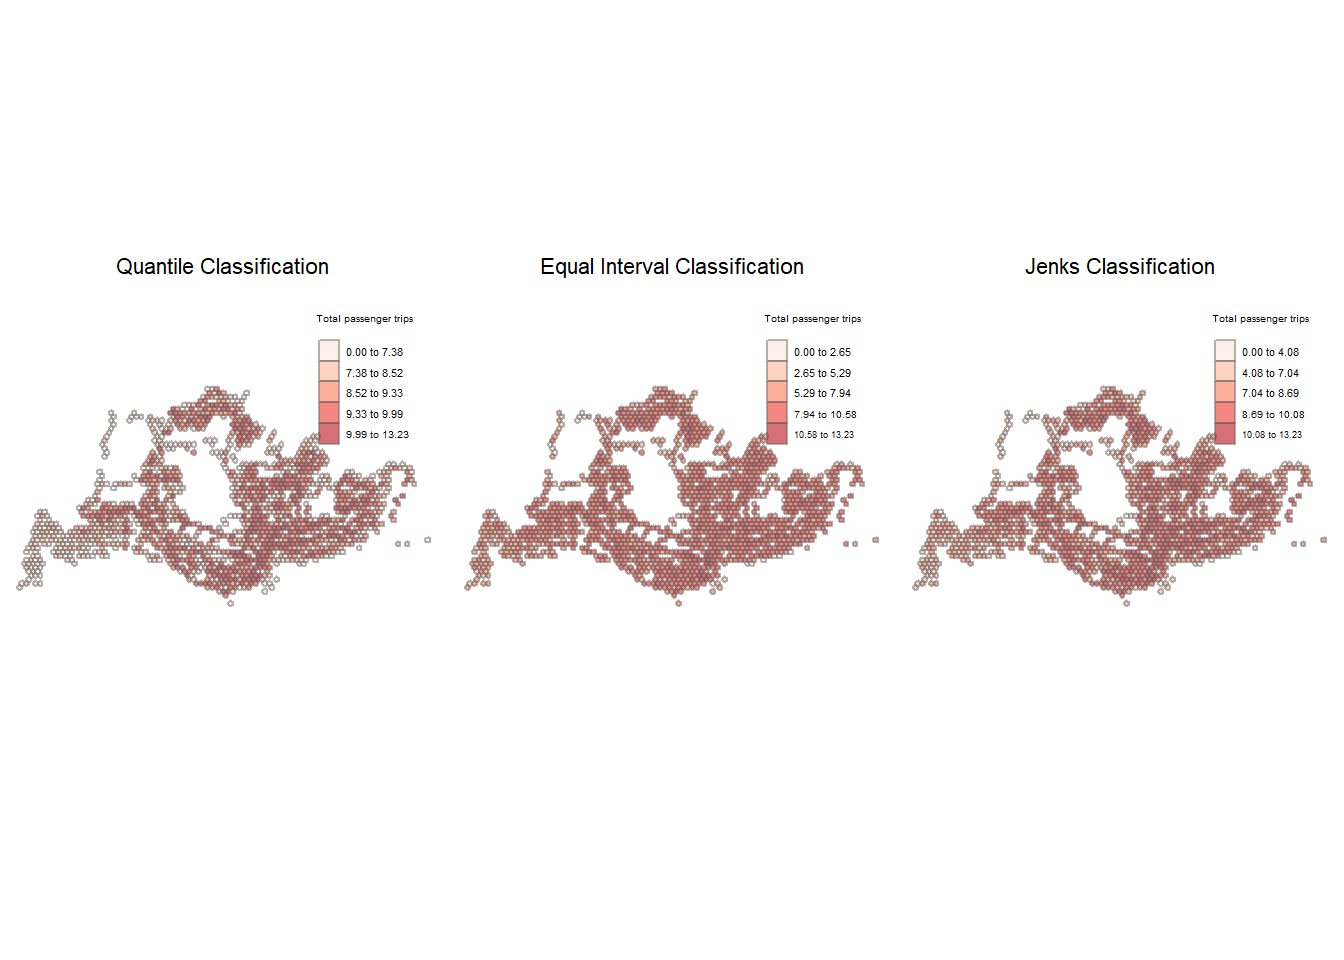 Quantile Classification
Total passenger trips
0.00 to 7.38
7.38 to 8.52
8.52 to 9.33
9.33 to 9.99
9.99 to 13.23
Equal Interval Classification
Total passenger trips
0.00 to 2.65
2.65 to 5.29
5.29 to 7.94
7.94 to 10.58
10.58 to 13.23
Jenks Classification
Total passenger trips
0.00 to 4.08
4.08 to 7.04
7.04 to 8.69
8.69 to 10.08
10.08 to 13.23